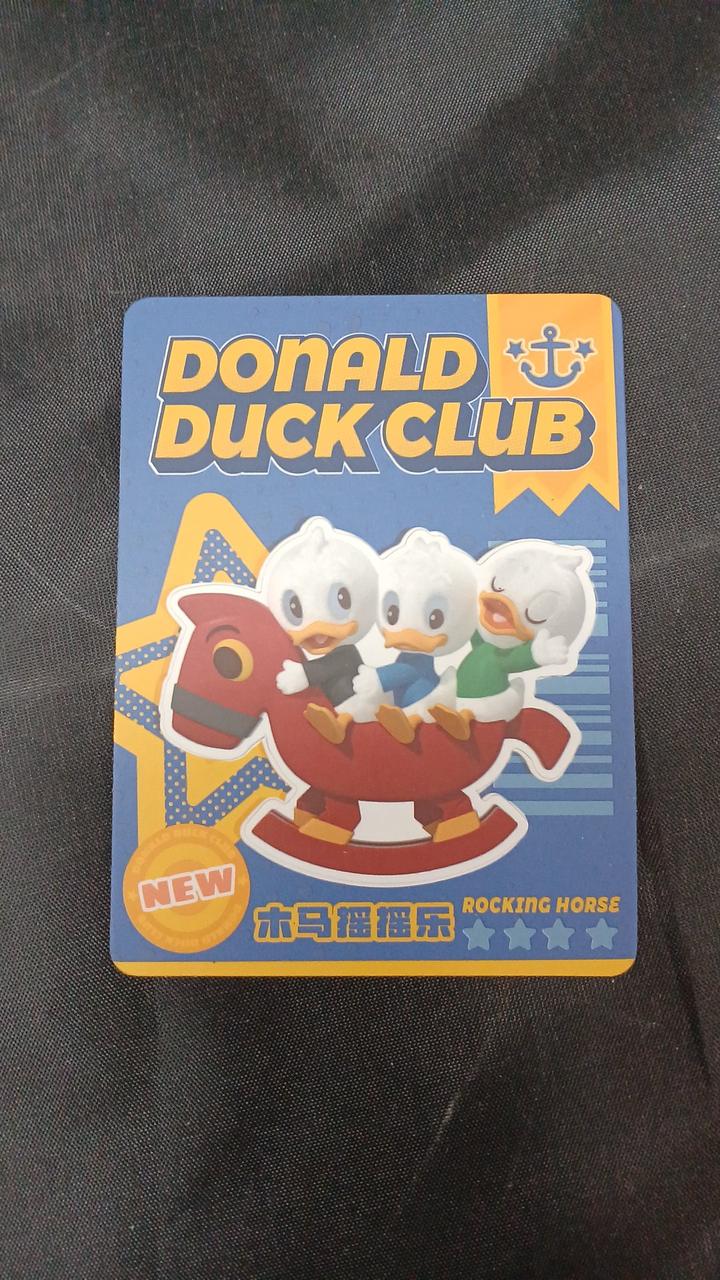 DONALD
DUCK CLUB
NEW
木马摇摇乐
ROCKING HORSE